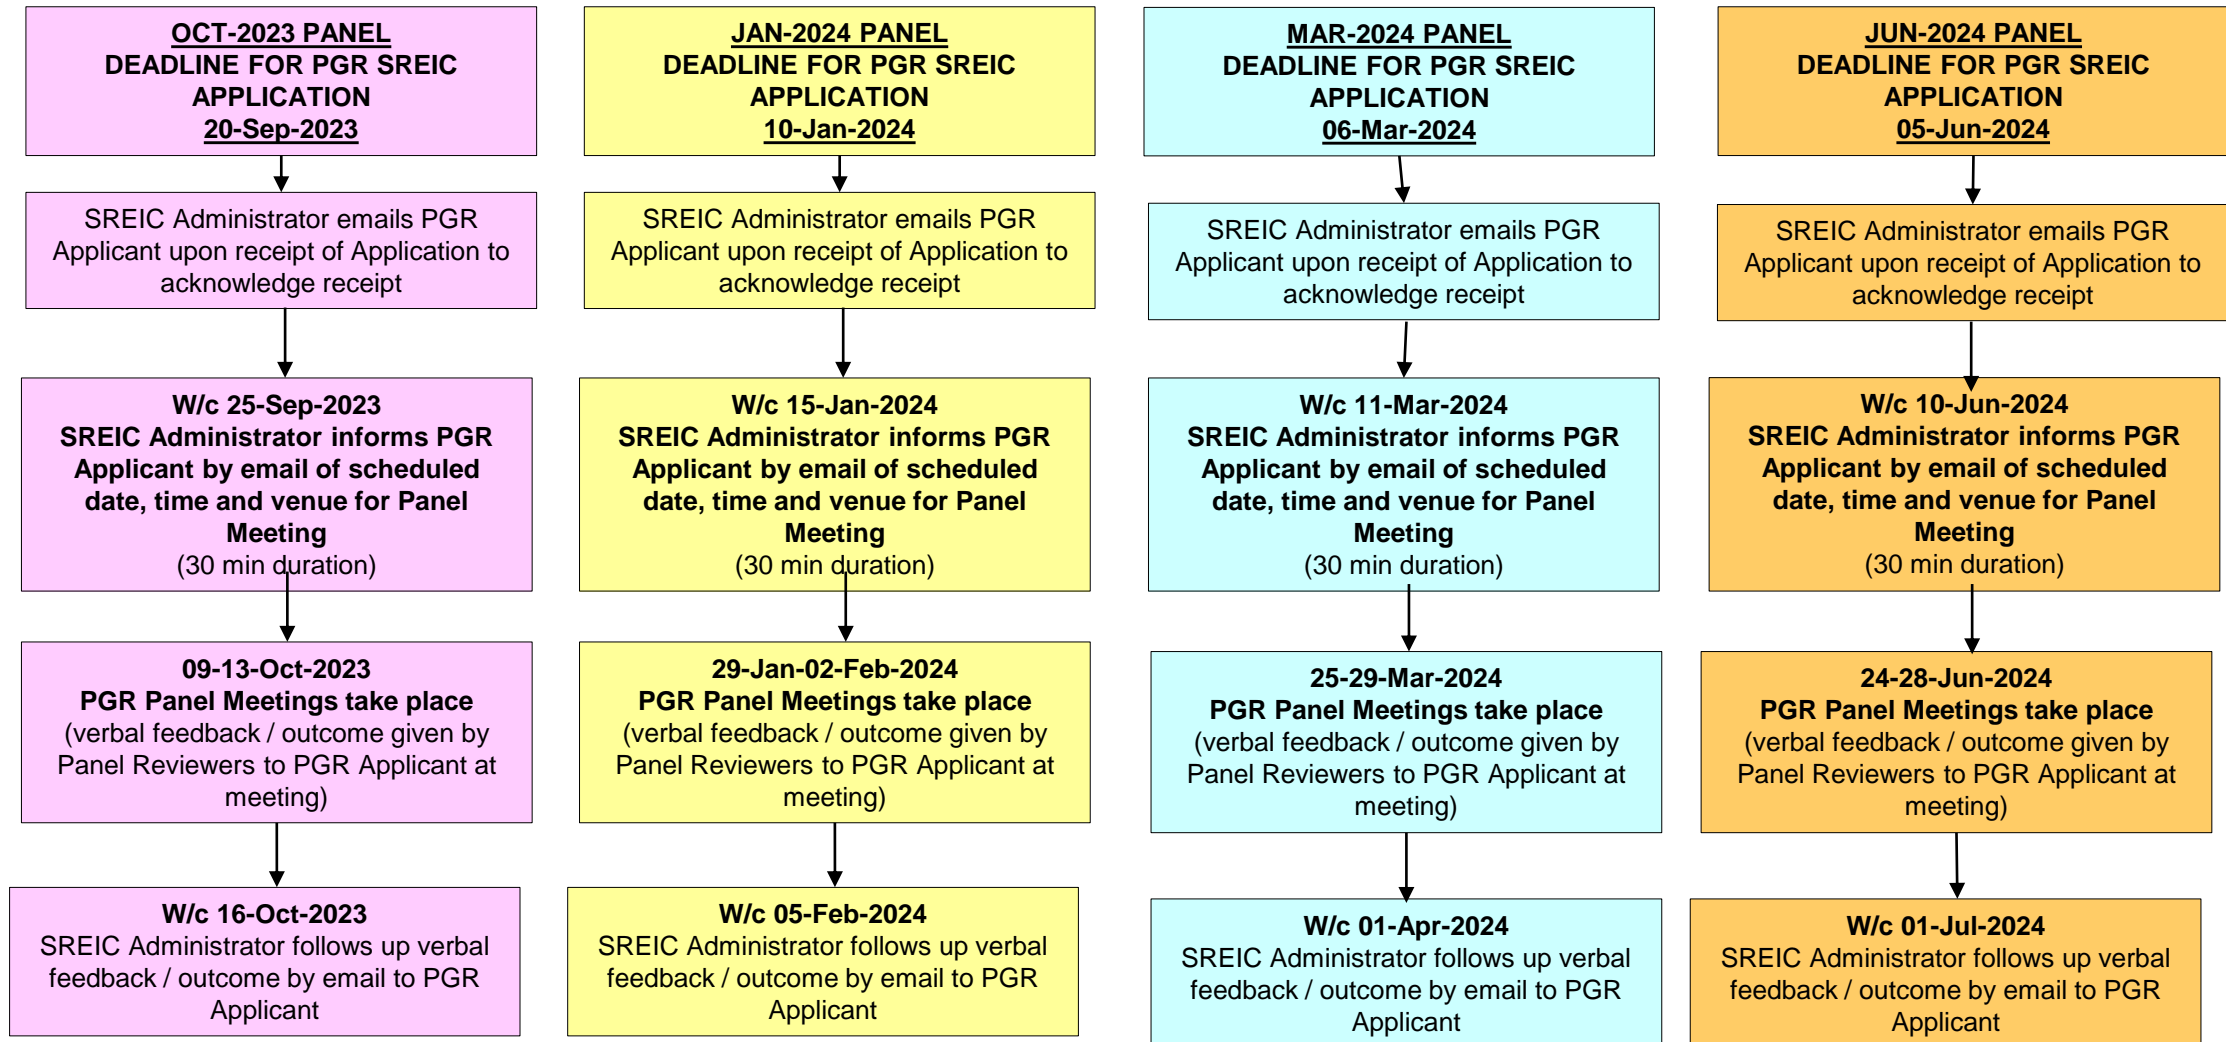 OCT-2023 PANEL
DEADLINE FOR PGR SREIC
APPLICATION
20-Sep-2023
SREIC Administrator emails PGR
Applicant upon receipt of Application to
acknowledge receipt
W/c 25-Sep-2023
SREIC Administrator informs PGR
Applicant by email of scheduled
date, time and venue for Panel
Meeting
(30 min duration)
09-13-Oct-2023
PGR Panel Meetings take place
(verbal feedback / outcome given by
Panel Reviewers to PGR Applicant at
meeting)
W/c 16-Oct-2023
SREIC Administrator follows up verbal
feedback / outcome by email to PGR
Applicant
JAN-2024 PANEL
DEADLINE FOR PGR SREIC
APPLICATION
10-Jan-2024
SREIC Administrator emails PGR
Applicant upon receipt of Application to
acknowledge receipt
W/c 15-Jan-2024
SREIC Administrator informs PGR
Applicant by email of scheduled
date, time and venue for Panel
Meeting
(30 min duration)
29-Jan-02-Feb-2024
PGR Panel Meetings take place
(verbal feedback / outcome given by
Panel Reviewers to PGR Applicant at
meeting)
W/c 05-Feb-2024
SREIC Administrator follows up verbal
feedback / outcome by email to PGR
Applicant
MAR-2024 PANEL
DEADLINE FOR PGR SREIC
APPLICATION
06-Mar-2024
SREIC Administrator emails PGR
Applicant upon receipt of Application to
acknowledge receipt
W/c 11-Mar-2024
SREIC Administrator informs PGR
Applicant by email of scheduled
date, time and venue for Panel
Meeting
(30 min duration)
25-29-Mar-2024
PGR Panel Meetings take place
(verbal feedback / outcome given by
Panel Reviewers to PGR Applicant at
meeting)
W/c 01-Apr-2024
SREIC Administrator follows up verbal
feedback / outcome by email to PGR
Applicant
JUN-2024 PANEL
DEADLINE FOR PGR SREIC
APPLICATION
05-Jun-2024
SREIC Administrator emails PGR
Applicant upon receipt of Application to
acknowledge receipt
W/c 10-Jun-2024
SREIC Administrator informs PGR
Applicant by email of scheduled
date, time and venue for Panel
Meeting
(30 min duration)
24-28-Jun-2024
PGR Panel Meetings take place
(verbal feedback / outcome given by
Panel Reviewers to PGR Applicant at
meeting)
W/c 01-Jul-2024
SREIC Administrator follows up verbal
feedback / outcome by email to PGR
Applicant